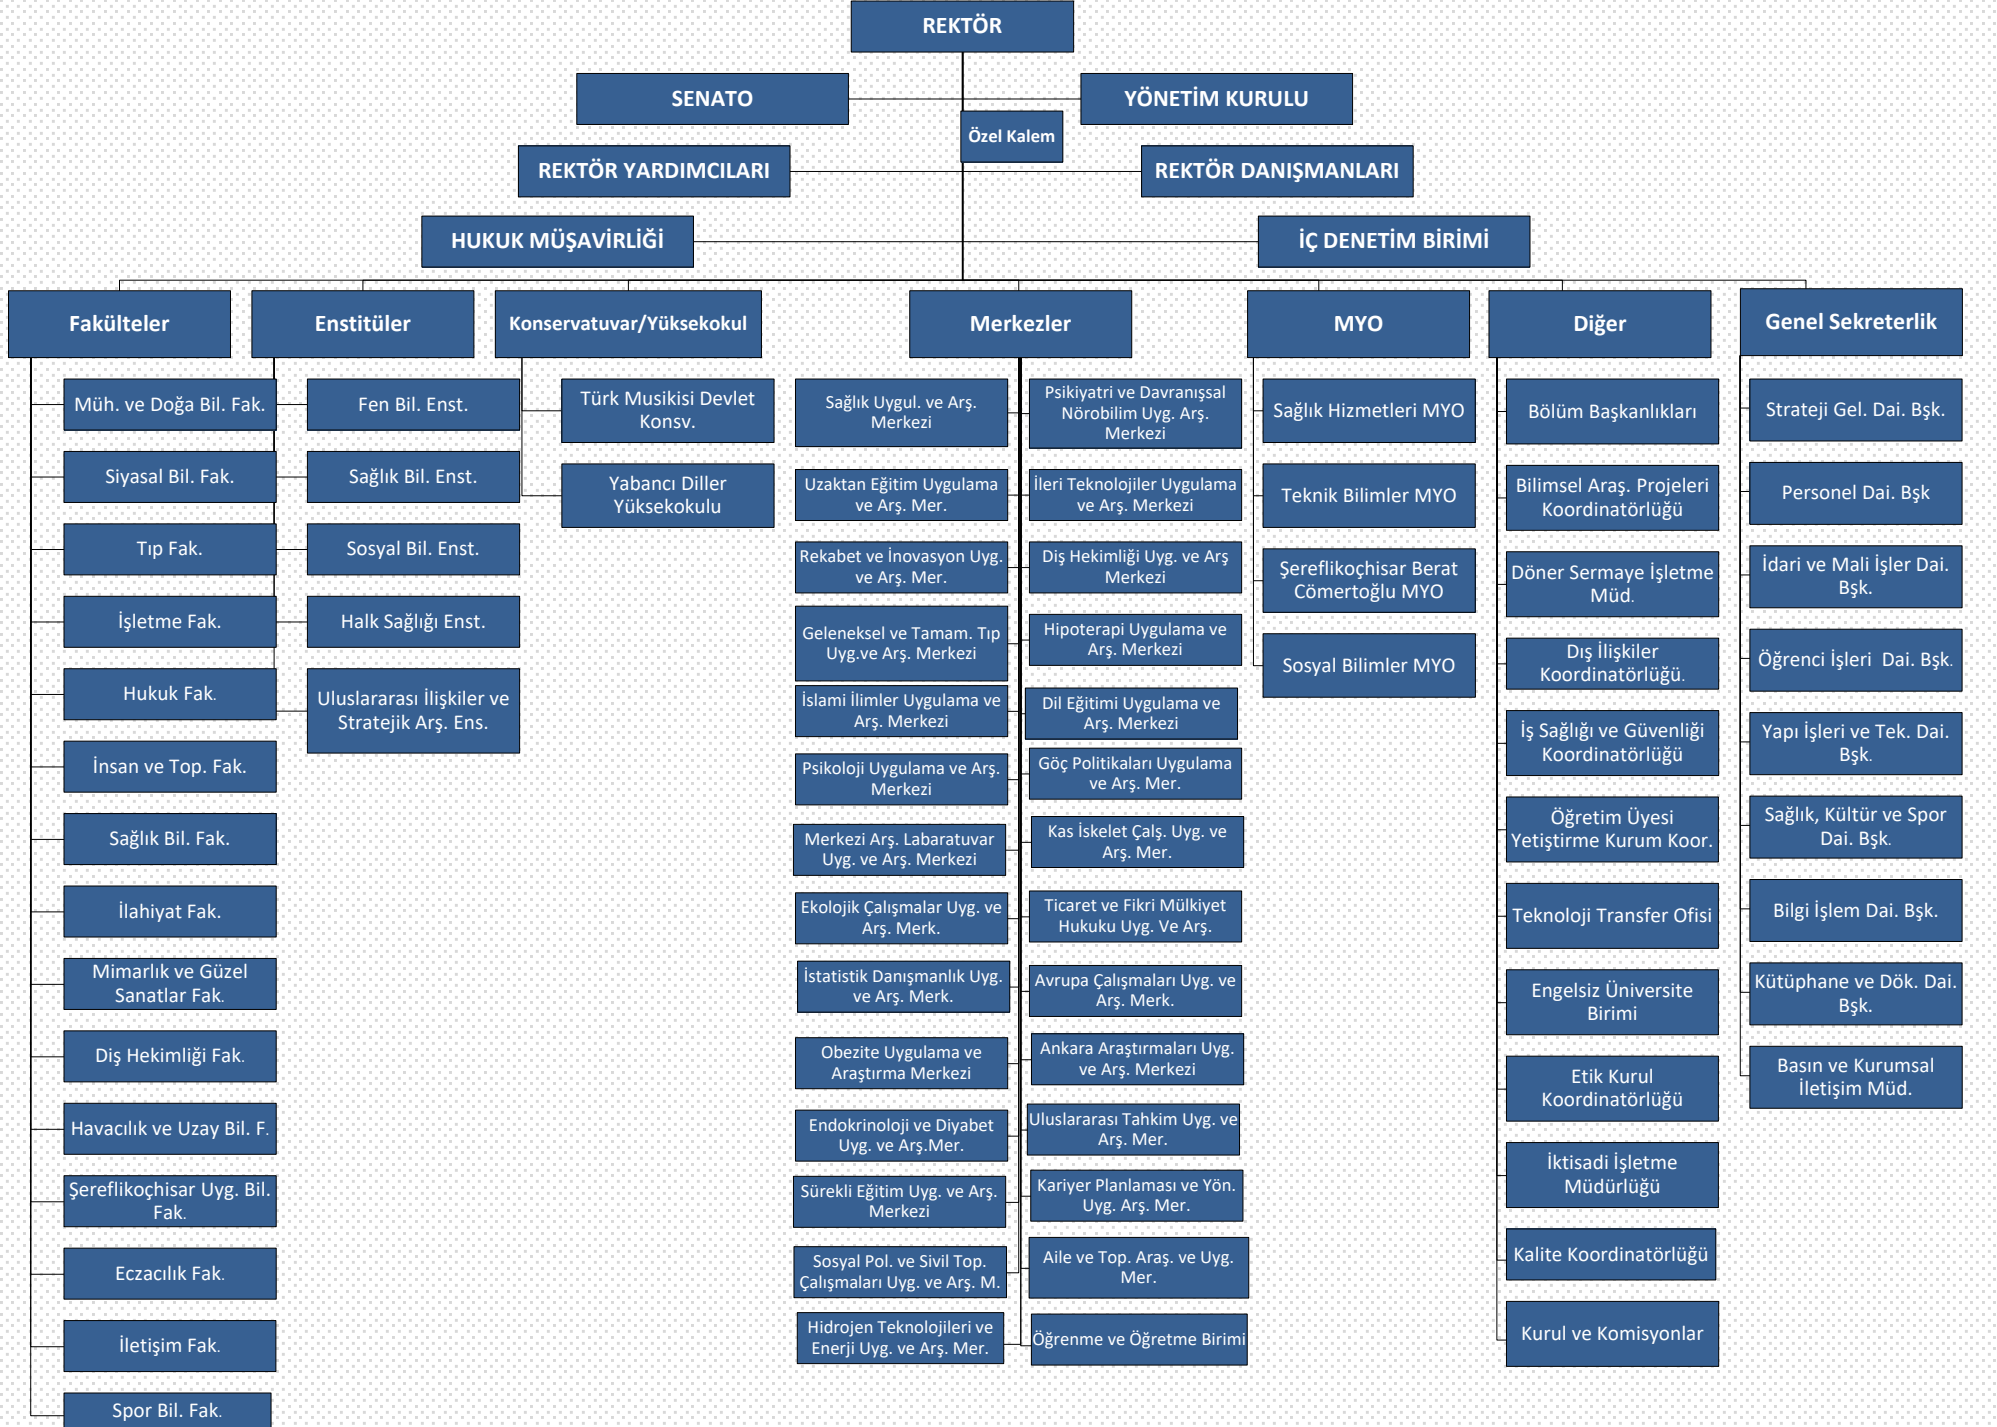 REKTÖR
SENATO
YÖNETİM KURULU
Özel Kalem
REKTÖR YARDIMCILARI
REKTÖR DANIŞMANLARI
HUKUK MÜŞAVİRLİĞİ
İÇ DENETİM BİRİMİ
Fakülteler
Müh. ve Doğa Bil. Fak.
Siyasal Bil. Fak.
Tıp Fak.
İşletme Fak.
Hukuk Fak.
İnsan ve Top. Fak.
Sağlık Bil. Fak.
İlahiyat Fak.
Mimarlık ve Güzel
Sanatlar Fak.
Diş Hekimliği Fak.
Havacılık ve Uzay Bil. F.
Şereflikoçhisar Uyg. Bil.
Fak.
Eczacılık Fak.
İletişim Fak.
Spor Bil. Fak.
Enstitüler
Fen Bil. Enst.
Sağlık Bil. Enst.
Sosyal Bil. Enst.
Halk Sağlığı Enst.
Uluslararası İlişkiler ve
Stratejik Arş. Ens.
Konservatuvar/Yüksekokul
Türk Musikisi Devlet
Konsv.
Yabancı Diller
Yüksekokulu
Merkezler
Sağlık Uygul. ve Arş.
Merkezi
Uzaktan Eğitim Uygulama
ve Arş. Mer.
Rekabet ve İnovasyon Uyg.
ve Arş. Mer.
Geleneksel ve Tamam. Tıp
Uyg.ve Arş. Merkezi
İslami İlimler Uygulama ve
Arş. Merkezi
Psikoloji Uygulama ve Arş.
Merkezi
Merkezi Arş. Labaratuvar
Uyg. ve Arş. Merkezi
Ekolojik Çalışmalar Uyg. ve
Arş. Merk.
İstatistik Danışmanlık Uyg.
ve Arş. Merk.
Obezite Uygulama ve
Araştırma Merkezi
Endokrinoloji ve Diyabet
Uyg. ve Arş.Mer.
Sürekli Eğitim Uyg. ve Arş.
Merkezi
Sosyal Pol. ve Sivil Top.
Çalışmaları Uyg. ve Arş. M.
Hidrojen Teknolojileri ve
Enerji Uyg. ve Arş. Mer.
Psikiyatri ve Davranışsal
Nörobilim Uyg. Arş.
Merkezi
İleri Teknolojiler Uygulama
ve Arş. Merkezi
Diş Hekimliği Uyg. ve Arş
Merkezi
Hipoterapi Uygulama ve
Arş. Merkezi
Dil Eğitimi Uygulama ve
Arş. Merkezi
Göç Politikaları Uygulama
ve Arş. Mer.
Kas İskelet Çalş. Uyg. ve
Arş. Mer.
Ticaret ve Fikri Mülkiyet
Hukuku Uyg. Ve Arş.
Avrupa Çalışmaları Uyg. ve
Arş. Merk.
Ankara Araştırmaları Uyg.
ve Arş. Merkezi
Uluslararası Tahkim Uyg. ve
Arş. Mer.
Kariyer Planlaması ve Yön.
Uyg. Arş. Mer.
Aile ve Top. Araş. ve Uyg.
Mer.
Öğrenme ve Öğretme Birimi
MYO
Sağlık Hizmetleri MYO
Teknik Bilimler MYO
Şereflikoçhisar Berat
Cömertoğlu MYO
Sosyal Bilimler MYO
Diğer
Bölüm Başkanlıkları
Bilimsel Araş. Projeleri
Koordinatörlüğü
Döner Sermaye İşletme
Müd.
Dış İlişkiler
Koordinatörlüğü.
İş Sağlığı ve Güvenliği
Koordinatörlüğü
Öğretim Üyesi
Yetiştirme Kurum Koor.
Teknoloji Transfer Ofisi
Engelsiz Üniversite
Birimi
Etik Kurul
Koordinatörlüğü
İktisadi İşletme
Müdürlüğü
Kalite Koordinatörlüğü
Kurul ve Komisyonlar
Genel Sekreterlik
Strateji Gel. Dai. Bşk.
Personel Dai. Bşk
İdari ve Mali İşler Dai.
Bşk.
Öğrenci İşleri  Dai. Bşk.
Yapı İşleri ve Tek. Dai.
Bşk.
Sağlık, Kültür ve Spor
Dai. Bşk.
Bilgi İşlem Dai. Bşk.
Kütüphane ve Dök. Dai.
Bşk.
Basın ve Kurumsal
İletişim Müd.